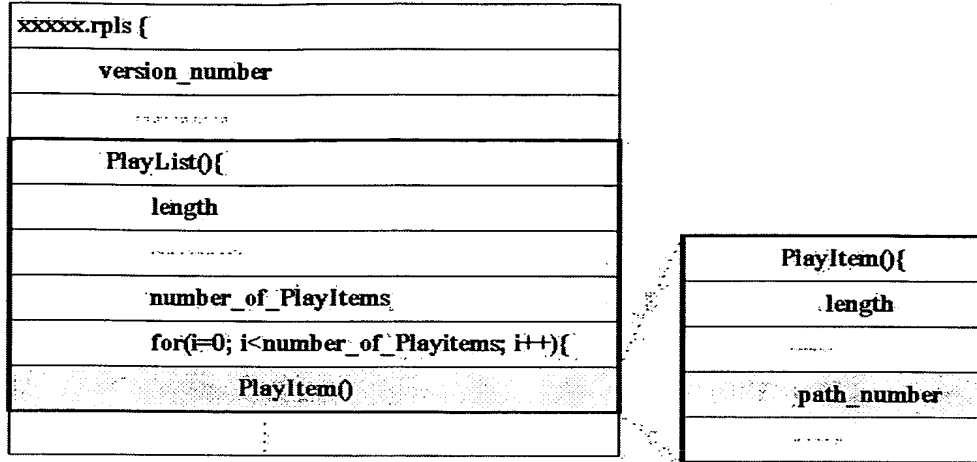 xxxxx.rpls {
version_number
PlayList(){
length
number_of_PlayItems
for(i=0; i<number_of_Playitems; i++){
PlayItem()
PlayItem(){
length
path_number